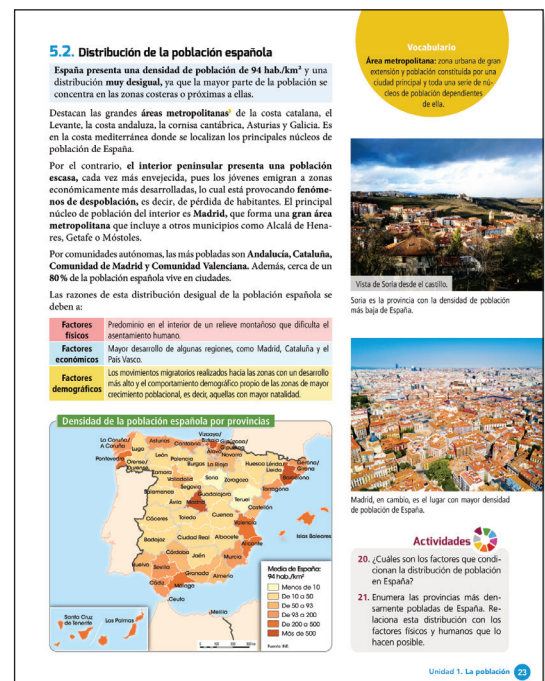 5.2. Distribución de la población española
España presenta una densidad de población de 94 hab./km² y una
distribución muy desigual, ya que la mayor parte de la población se
concentra en las zonas costeras o próximas a ellas.
Destacan las grandes áreas metropolitanas de la costa catalana, el
Levante, la costa andaluza, la cornisa cantábrica, Asturias y Galicia. Es
en la costa mediterránea donde se localizan los principales núcleos de
población de España.
Por el contrario, el interior peninsular presenta una población
escasa, cada vez más envejecida, pues los jóvenes emigran a zonas
económicamente más desarrolladas, lo cual está provocando fenóme-
nos de despoblación, es decir, de pérdida de habitantes. El principal
núcleo de población del interior es Madrid, que forma una gran área
metropolitana que incluye a otros municipios como Alcalá de Hena-
res, Getafe o Móstoles.
Por comunidades autónomas, las más pobladas son Andalucía, Cataluña,
Comunidad de Madrid y Comunidad Valenciana. Además, cerca de un
80 % de la población española vive en ciudades.
Las razones de esta distribución desigual de la población española se
deben a:
Factores físicos
Predominio en el interior de un relieve montañoso que dificulta el
asentamiento humano.
Factores económicos
Mayor desarrollo de algunas regiones, como Madrid, Cataluña y el
País Vasco.
Factores demográficos
Los movimientos migratorios realizados hacia las zonas con un desarrollo
más alto y el comportamiento demográfico propio de las zonas de mayor
crecimiento poblacional, es decir, aquellas con mayor natalidad.
Densidad de la población española por provincias
La Coruña/
A Coruña
Lugo
Asturias
Cantabria
Vizcaya/
Bizkaia
Guipúzcoa/
Gipuzkoa
Álava
Navarra
Pontevedra
Orense/
Ourense
León
Palencia
Burgos
La Rioja
Huesca
Lérida/
Lleida
Gerona/
Girona
Barcelona
Zamora
Valladolid
Soria
Zaragoza
Tarragona
Segovia
Salamanca
Ávila
Madrid
Guadalajara
Teruel
Castellón
Cáceres
Toledo
Cuenca
Valencia
Islas Baleares
Badajoz
Ciudad Real
Albacete
Alicante
Córdoba
Jaén
Murcia
Huelva
Sevilla
Granada
Almería
Cádiz
Málaga
Ceuta
Melilla
Santa Cruz
de Tenerife
Las Palmas
Media de España:
94 hab./km²
Menos de 10
De 10 a 50
De 50 a 93
De 93 a 200
De 200 a 500
Más de 500
Fuente: INE.
Vocabulario
Área metropolitana: zona urbana de gran
extensión y población constituida por una
ciudad principal y toda una serie de nú-
cleos de población dependientes
de ella.
Vista de Soria desde el castillo.
Soria es la provincia con la densidad de población
más baja de España.
Madrid, en cambio, es el lugar con mayor densidad
de población de España.
Actividades
20. ¿Cuáles son los factores que condi-
cionan la distribución de población
en España?
21. Enumera las provincias más den-
samente pobladas de España. Re-
laciona esta distribución con los
factores físicos y humanos que lo
hacen posible.
Unidad 1. La población 23